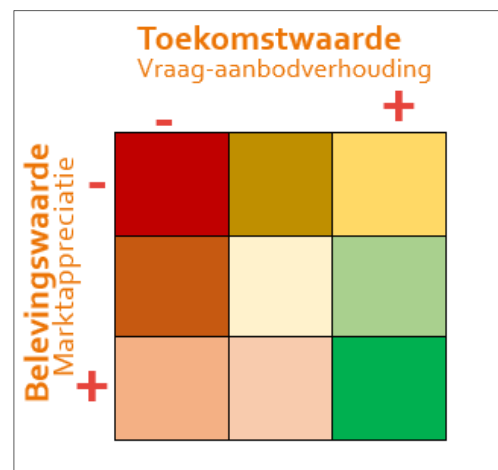 Toekomstwaarde
Vraag-aanbodverhouding
- +
-
+
Belevingswaarde
Marktappreciatie